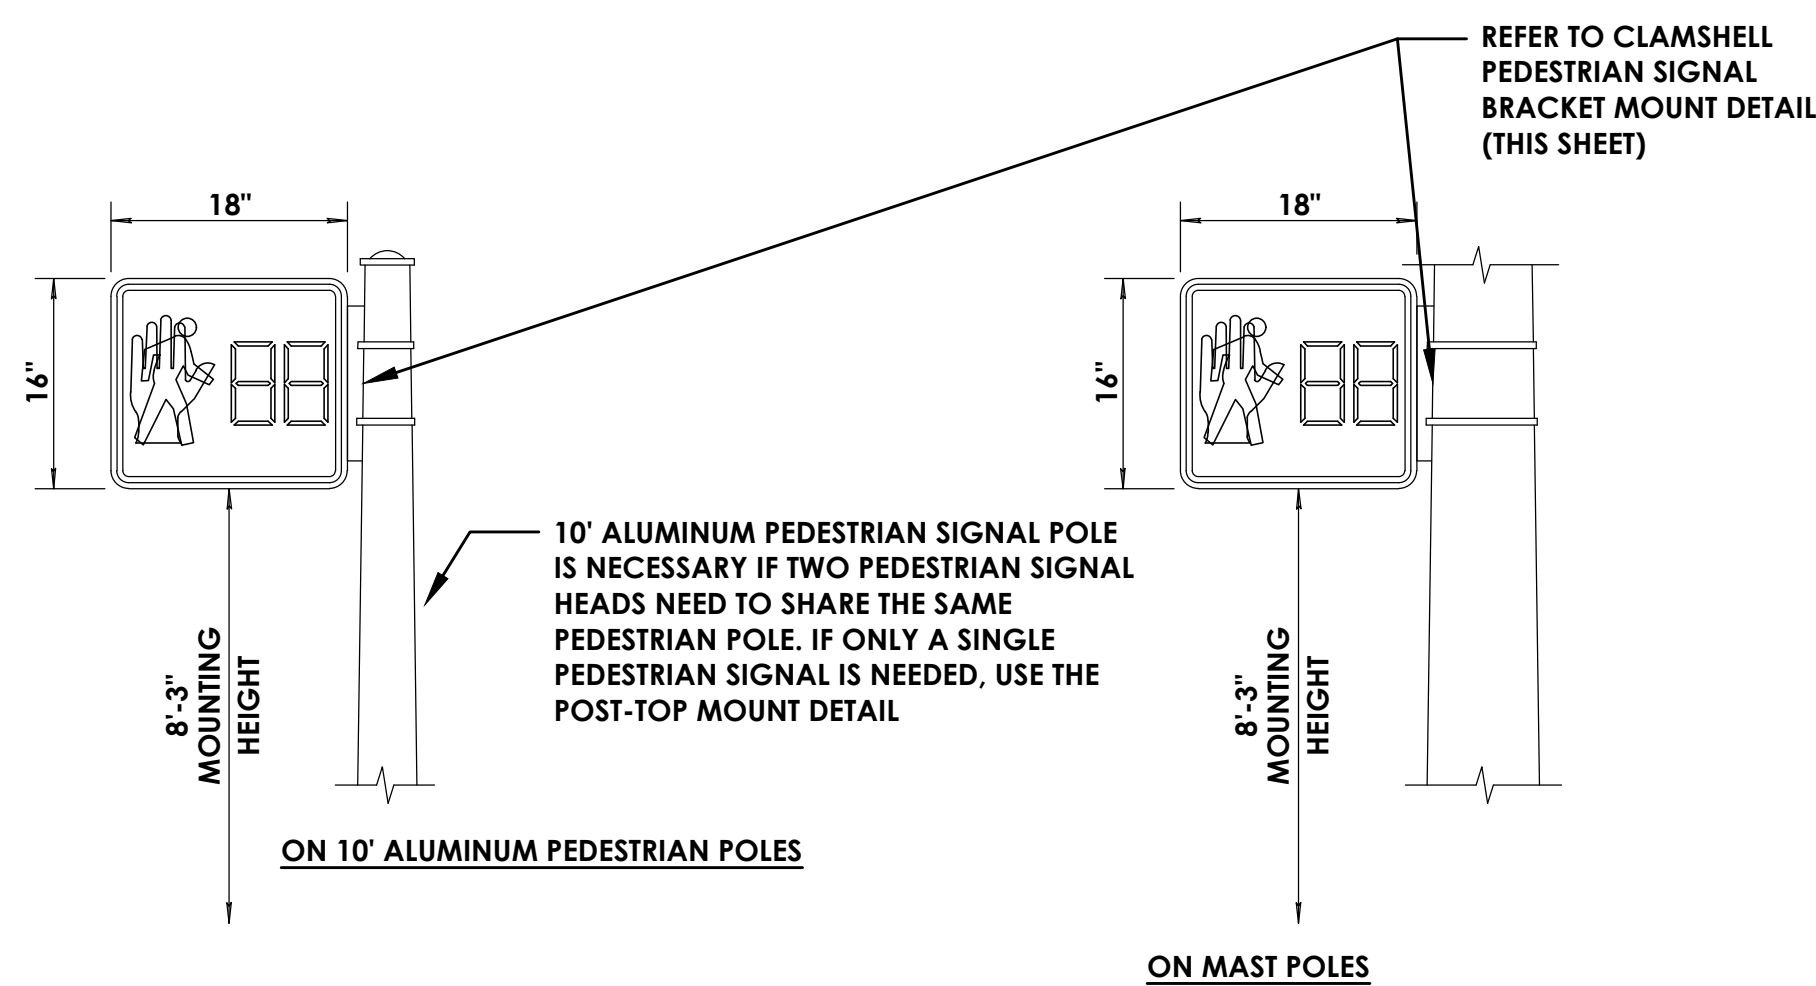 REFER TO CLAMSHELL
PEDESTRIAN SIGNAL
BRACKET MOUNT DETAIL
(THIS SHEET)
18"
16"
8'-3"
MOUNTING
HEIGHT
10' ALUMINUM PEDESTRIAN SIGNAL POLE
IS NECESSARY IF TWO PEDESTRIAN SIGNAL
HEADS NEED TO SHARE THE SAME
PEDESTRIAN POLE. IF ONLY A SINGLE
PEDESTRIAN SIGNAL IS NEEDED, USE THE
POST-TOP MOUNT DETAIL
ON 10' ALUMINUM PEDESTRIAN POLES
18"
16"
8'-3"
MOUNTING
HEIGHT
ON MAST POLES